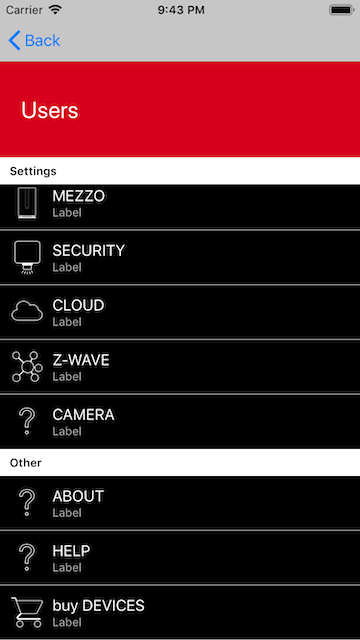 Carrier 9:43 PM
Back
Users
Settings
MEZZO
Label
SECURITY
Label
CLOUD
Label
Z-WAVE
Label
CAMERA
Label
Other
ABOUT
Label
HELP
Label
buy DEVICES
Label